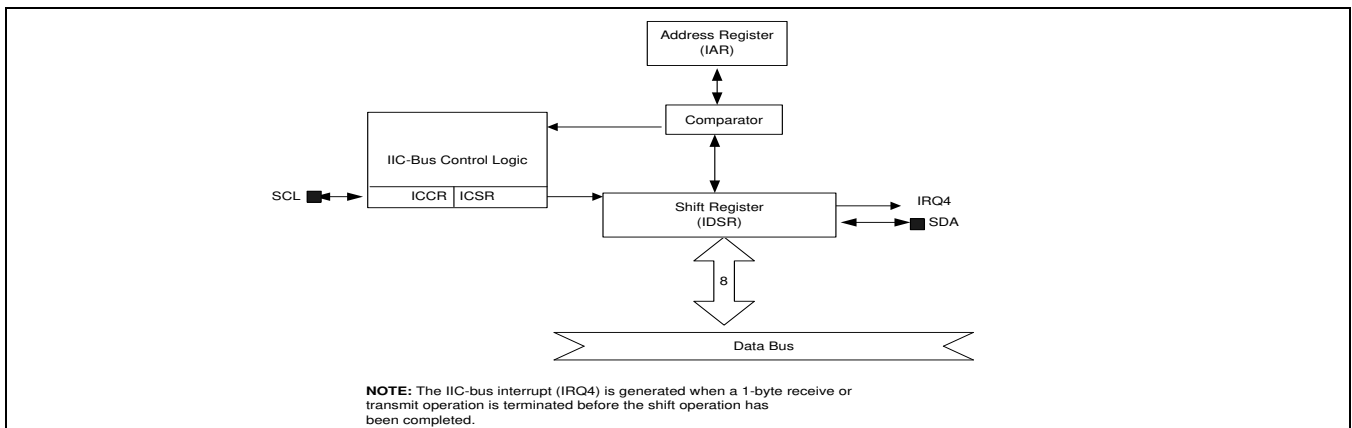 Address Register
(IAR)
Comparator
IIC-Bus Control Logic
SCL
ICCR
ICSR
Shift Register
(IDSR)
IRQ4
SDA
8
Data Bus
NOTE: The IIC-bus interrupt (IRQ4) is generated when a 1-byte receive or
transmit operation is terminated before the shift operation has
been completed.